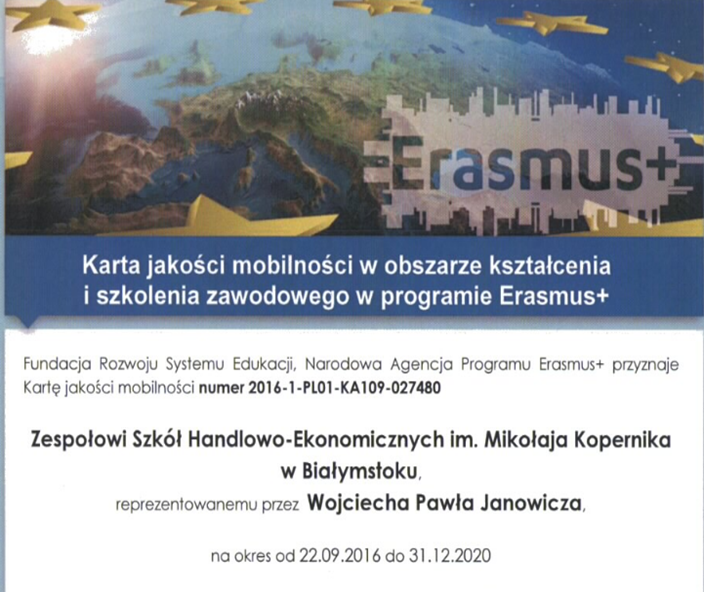 Erasmus+
Karta jakości mobilności w obszarze kształcenia
i szkolenia zawodowego w programie Erasmus+
Fundacja Rozwoju Systemu Edukacji, Narodowa Agencja Programu Erasmus+ przyznaje
Kartę jakości mobilności numer 2016-1-PL01-KA109-027480
Zespołowi Szkół Handlowo-Ekonomicznych im. Mikołaja Kopernika
w Białymstoku,
reprezentowanemu przez Wojciecha Pawła Janowicza,
na okres od 22.09.2016 do 31.12.2020